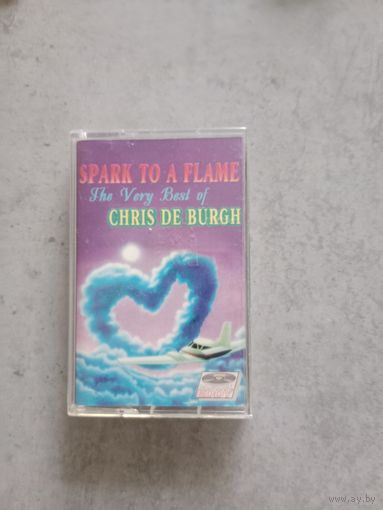 SPARK TO A FLAME
The Very Best of
CHRIS DE BURGH
www.ay.by